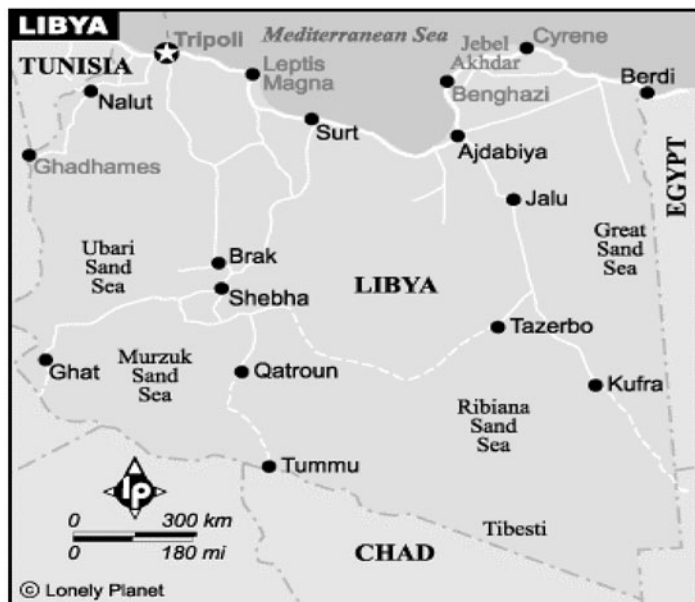 LIBYA
Tripoli
Mediterranean Sea
Cyrene
TUNISIA
Jebel
Akhdar
Leptis
Magna
Benghazi
Berdi
Nalut
Surt
Ajdabiya
Ghadhames
EGYPT
Jalu
Ubari
Sand
Sea
Great
Sand
Sea
Brak
LIBYA
Shebha
Tazerbo
Murzuk
Sand
Sea
Ghat
Qatroun
Kufra
Ribiana
Sand
Sea
Tummu
lp
0 300 km
0 180 mi
Tibesti
CHAD
© Lonely Planet